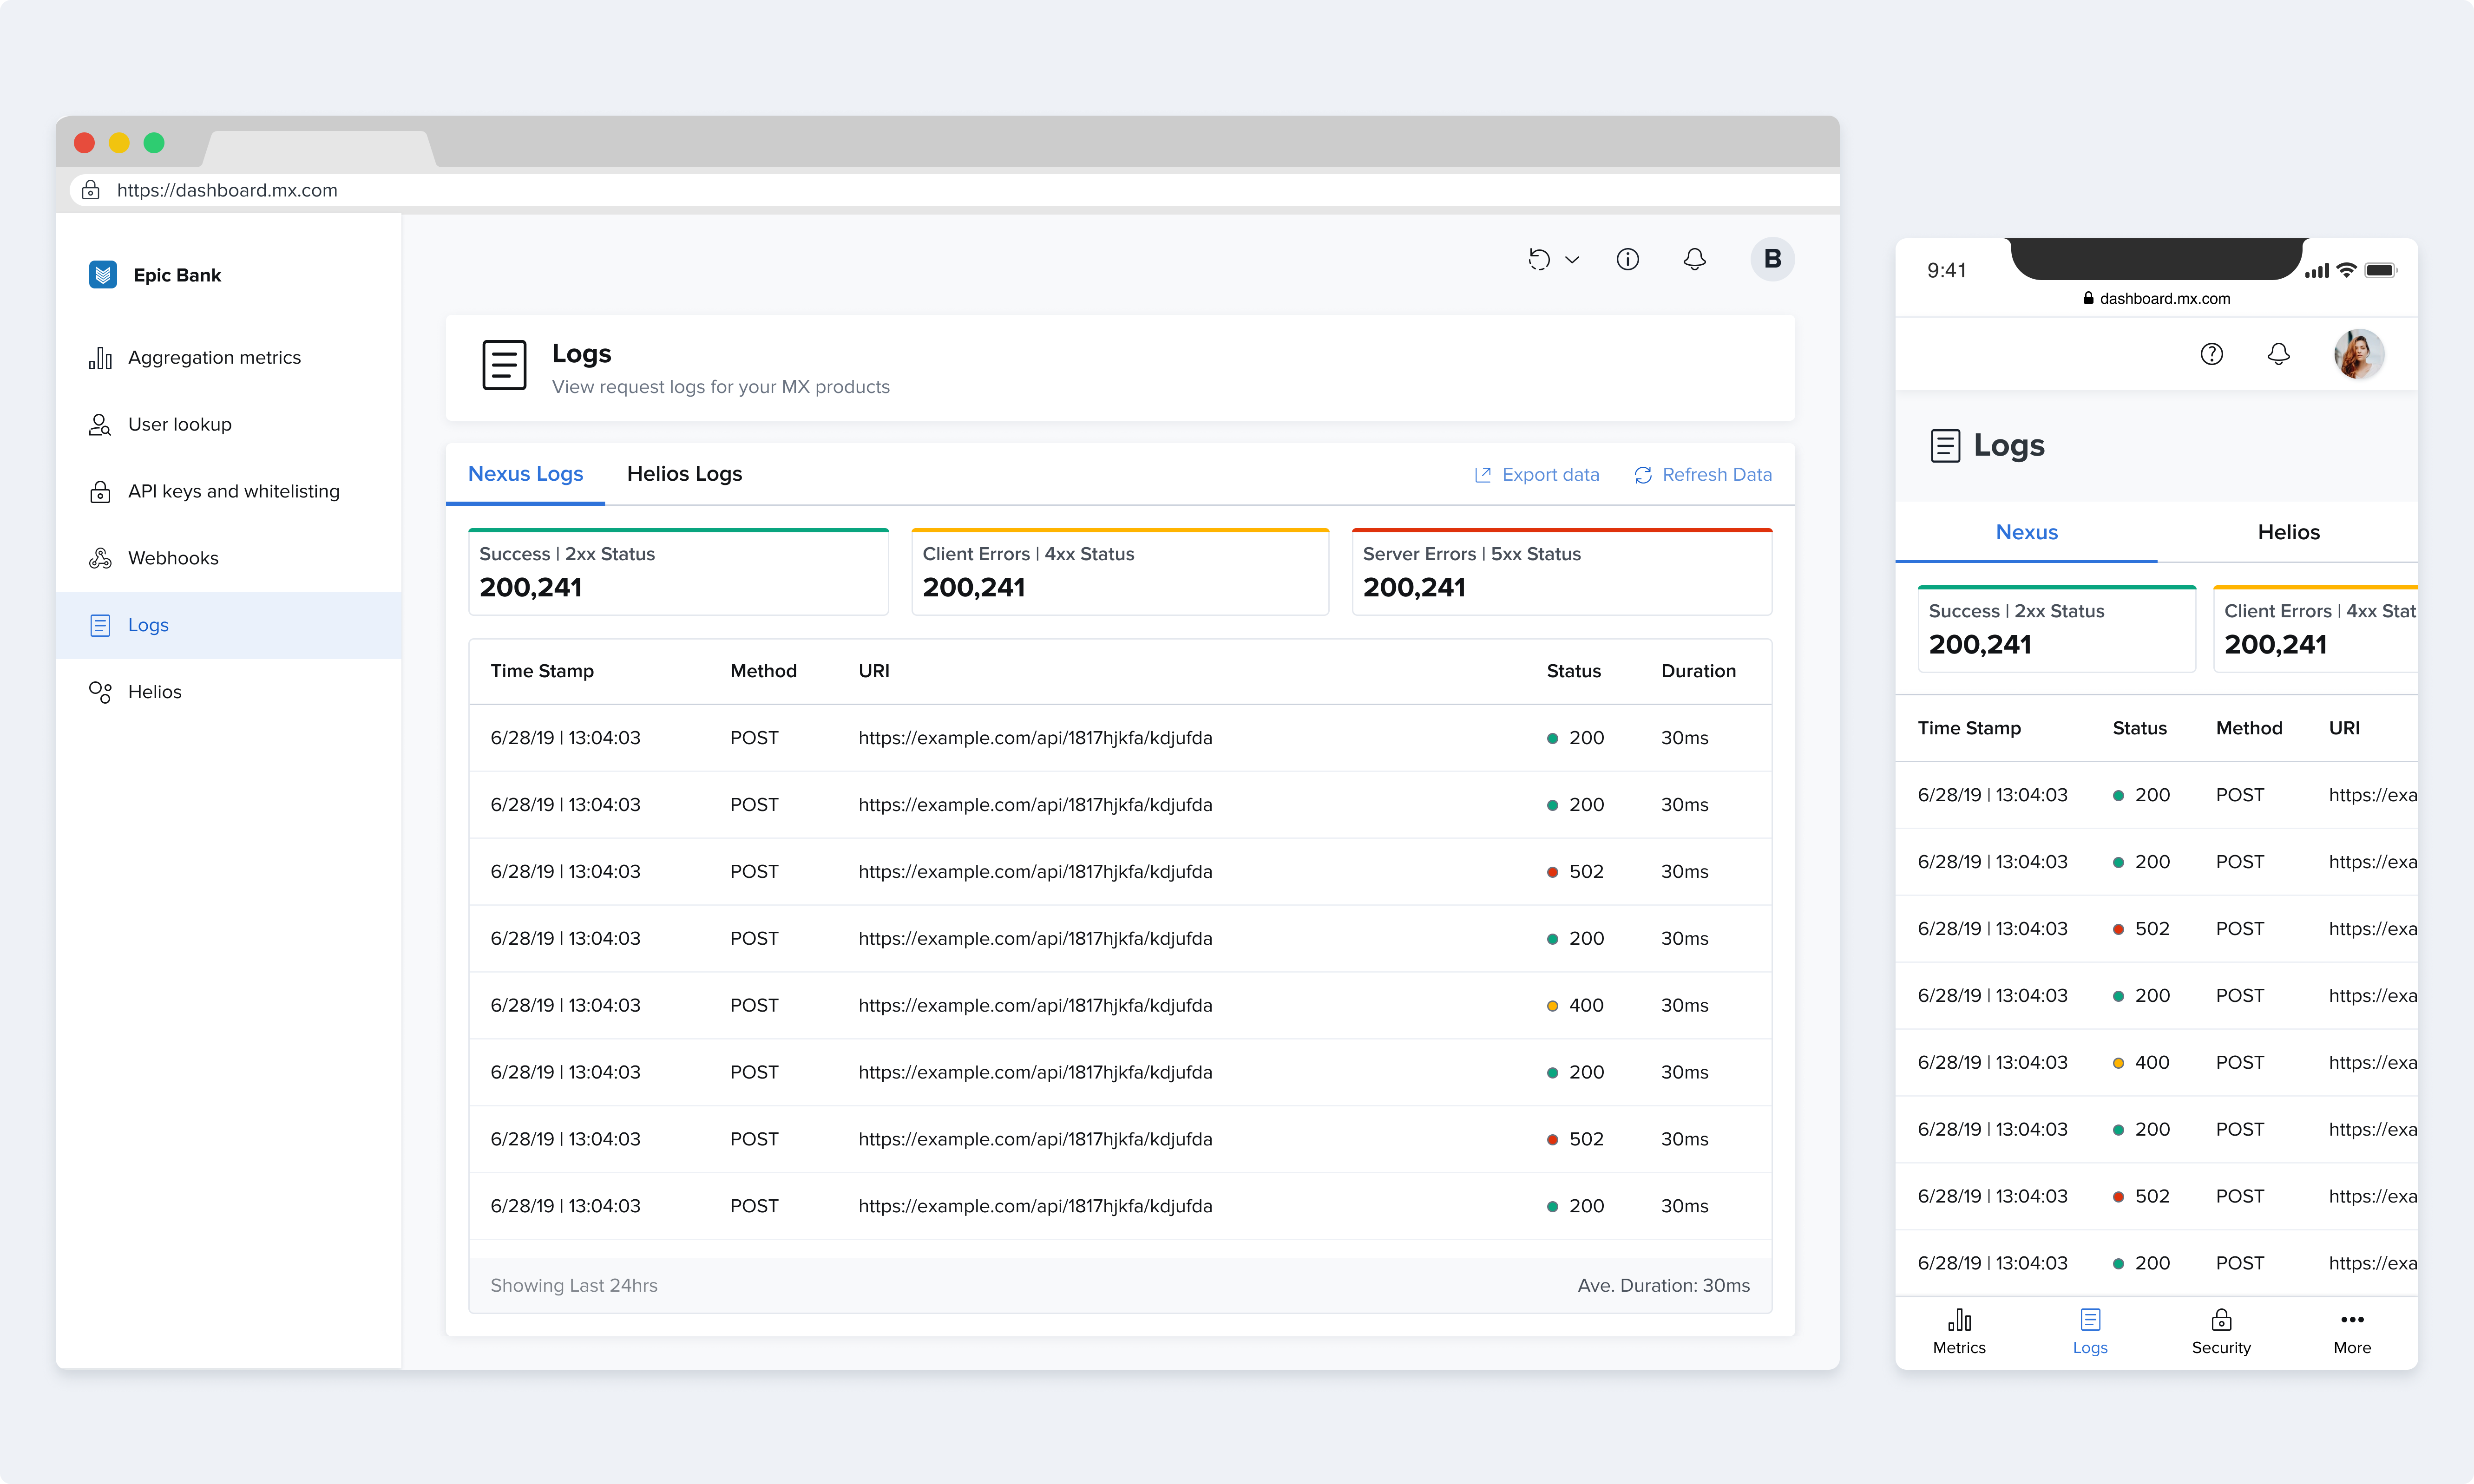 https://dashboard.mx.com
Epic Bank
Aggregation metrics
User lookup
API keys and whitelisting
Webhooks
Logs
Helios
B
Logs
View request logs for your MX products
Nexus Logs Helios Logs Export data Refresh Data
Success | 2xx Status
200,241
Client Errors | 4xx Status
200,241
Server Errors | 5xx Status
200,241
Time Stamp Method URI Status Duration
6/28/19 | 13:04:03 POST https://example.com/api/1817hjkfa/kdjufda 200 30ms
6/28/19 | 13:04:03 POST https://example.com/api/1817hjkfa/kdjufda 200 30ms
6/28/19 | 13:04:03 POST https://example.com/api/1817hjkfa/kdjufda 502 30ms
6/28/19 | 13:04:03 POST https://example.com/api/1817hjkfa/kdjufda 200 30ms
6/28/19 | 13:04:03 POST https://example.com/api/1817hjkfa/kdjufda 400 30ms
6/28/19 | 13:04:03 POST https://example.com/api/1817hjkfa/kdjufda 200 30ms
6/28/19 | 13:04:03 POST https://example.com/api/1817hjkfa/kdjufda 502 30ms
6/28/19 | 13:04:03 POST https://example.com/api/1817hjkfa/kdjufda 200 30ms
Showing Last 24hrs Ave. Duration: 30ms
9:41
dashboard.mx.com
Logs
Nexus Helios
Success | 2xx Status
200,241
Client Errors | 4xx Stat
200,241
Time Stamp Status Method URI
6/28/19 | 13:04:03 200 POST https://exa
6/28/19 | 13:04:03 200 POST https://exa
6/28/19 | 13:04:03 502 POST https://exa
6/28/19 | 13:04:03 200 POST https://exa
6/28/19 | 13:04:03 400 POST https://exa
6/28/19 | 13:04:03 200 POST https://exa
6/28/19 | 13:04:03 502 POST https://exa
6/28/19 | 13:04:03 200 POST https://exa
Metrics Logs Security More